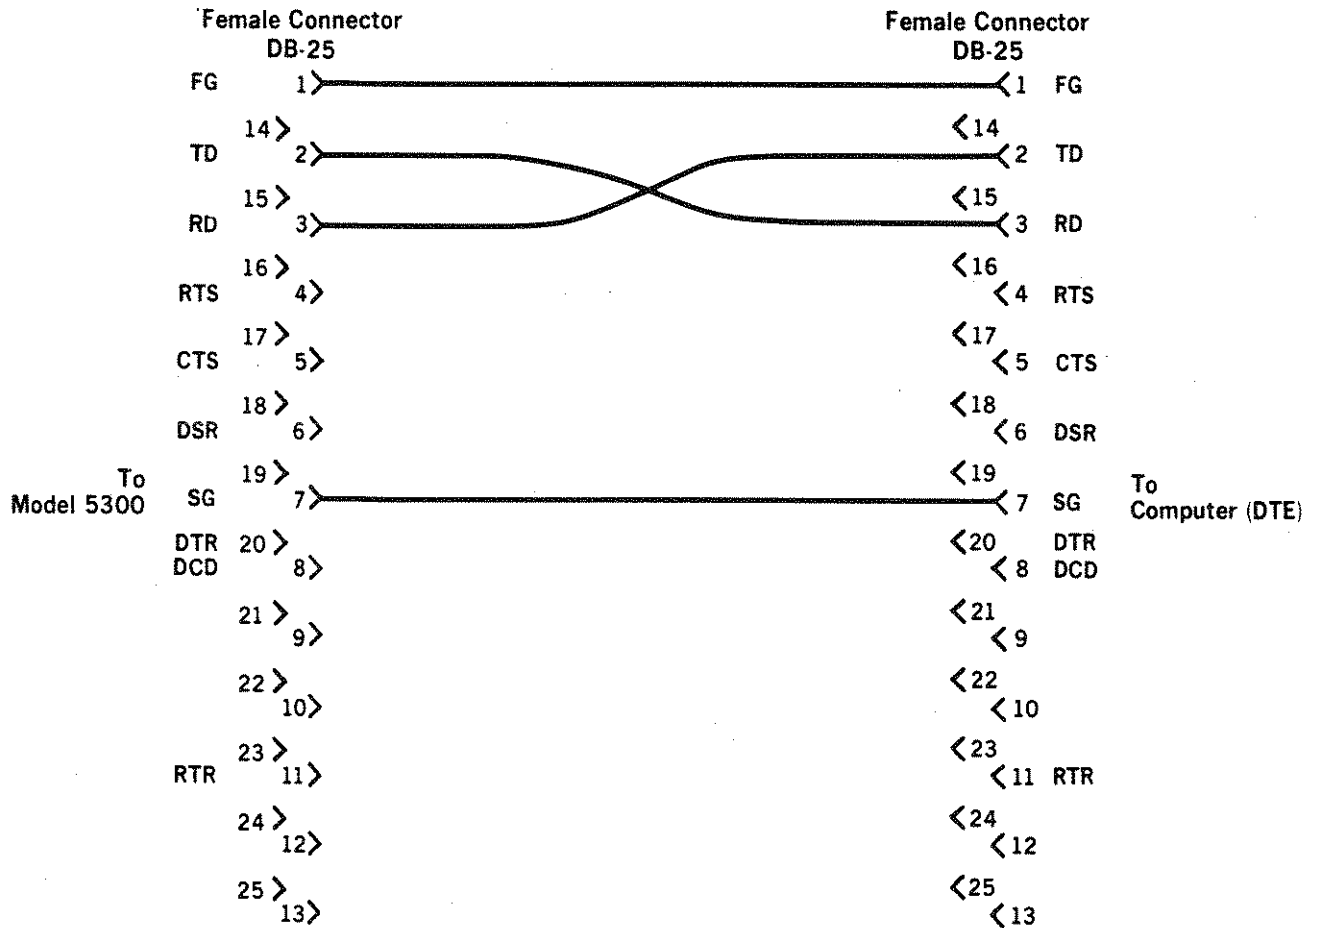 Female Connector Female Connector
DB-25 DB-25
FG 1 1 FG
14 14
TD 2 2 TD
15 15
RD 3 3 RD
16 16
RTS 4 4 RTS
17 17
CTS 5 5 CTS
18 18
DSR 6 6 DSR
19 19
To To
Model 5300 SG 7 7 SG Computer (DTE)
DTR 20 20 DTR
DCD 8 8 DCD
21 21
9 9
22 22
10 10
23 23
RTR 11 11 RTR
24 24
12 12
25 25
13 13